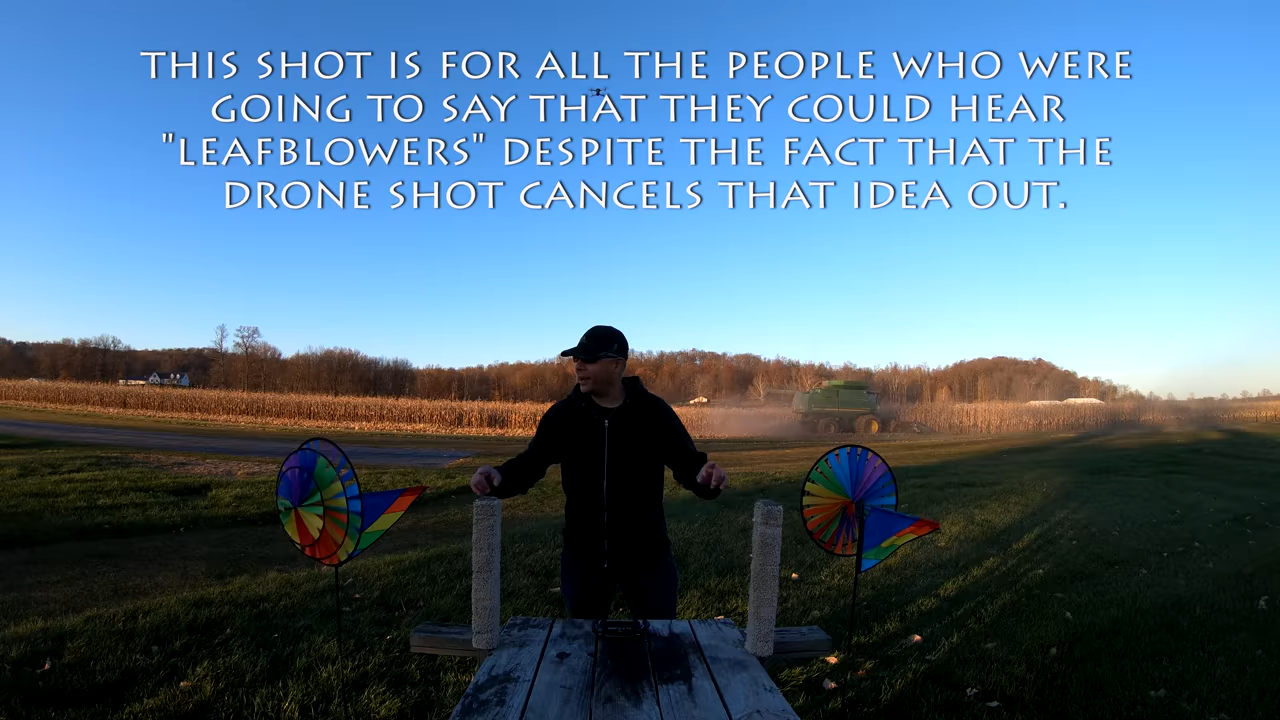 THIS SHOT IS FOR ALL THE PEOPLE WHO WERE
GOING TO SAY THAT THEY COULD HEAR
"LEAFBLOWERS" DESPITE THE FACT THAT THE
DRONE SHOT CANCELS THAT IDEA OUT.